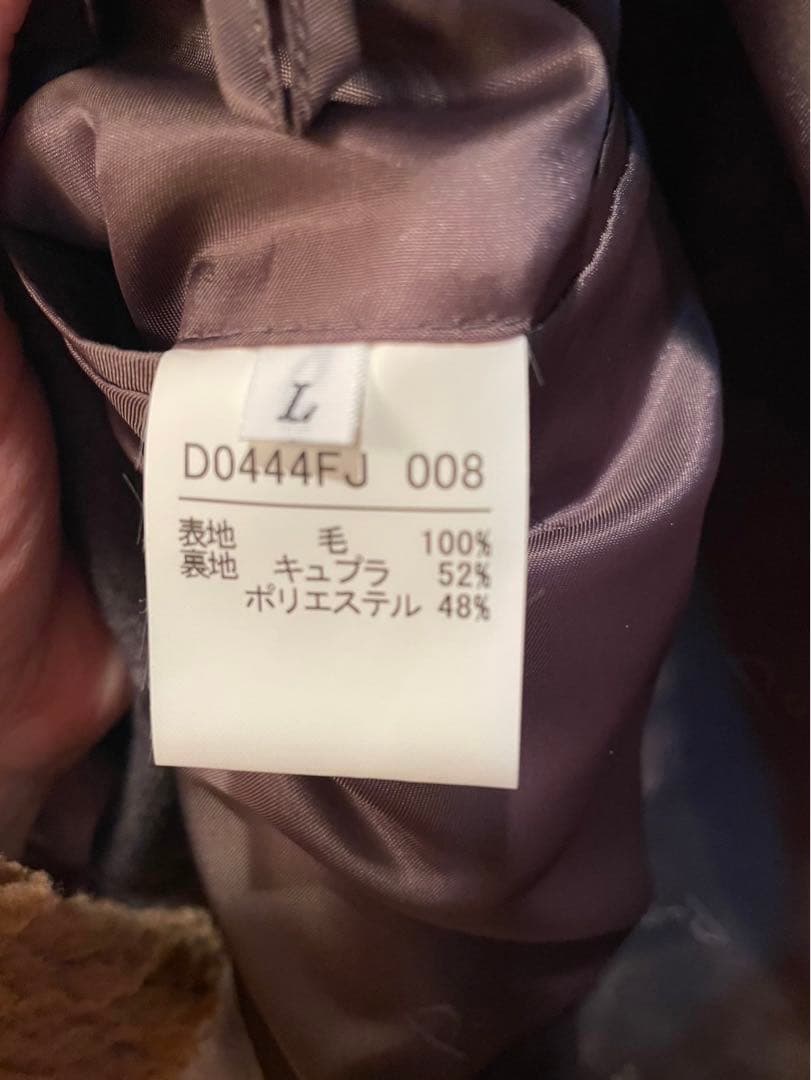 L
D0444FJ 008
表地 毛 100%
裏地 キュプラ 52%
ポリエステル 48%